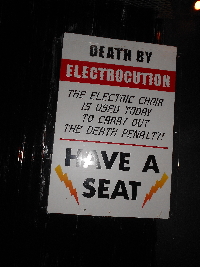 DEATH BY
ELECTROCUTION
THE ELECTRIC CHAIR
IS USED TODAY
TO CARRY OUT
THE DEATH PENALTY!
HAVE A
SEAT